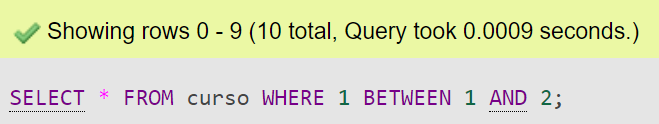 Showing rows 0 - 9 (10 total, Query took 0.0009 seconds.)
SELECT * FROM curso WHERE 1 BETWEEN 1 AND 2;